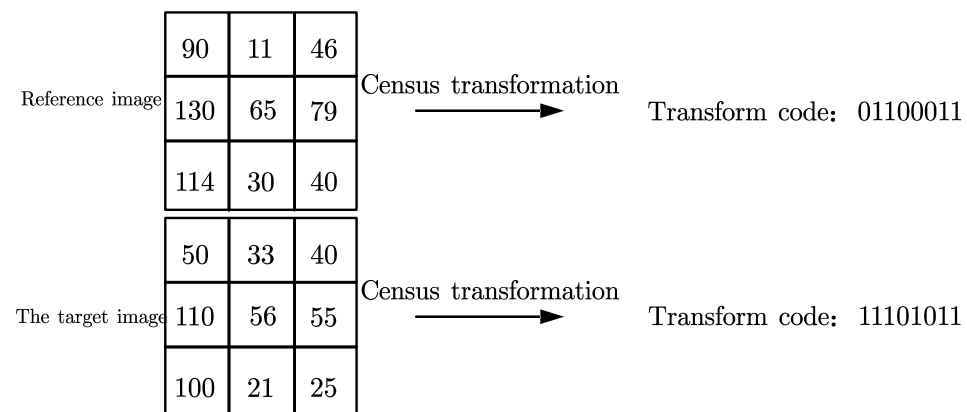 90 11 46
Census transformation
Reference image 130 65 79 Transform code: 01100011
114 30 40
50 33 40
Census transformation
The target image 110 56 55 Transform code: 11101011
100 21 25